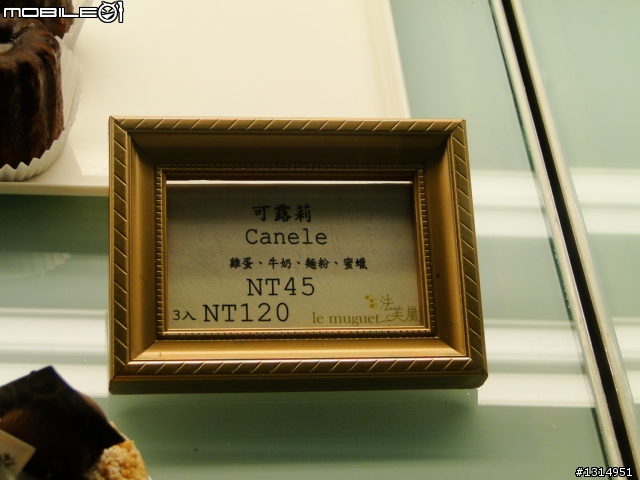 MOBILE01
可露莉
Canele
雞蛋、牛奶、麵粉、蜜蠟
NT45
3入 NT120
le muguet 法芙嵐
#1314951